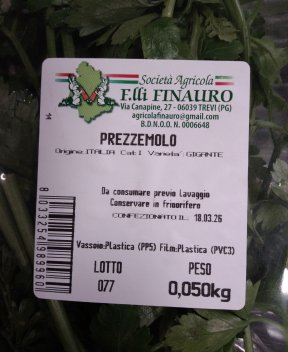 Società Agricola
F.lli FINAURO
Via Canapine, 27 - 06039 TREVI (PG)
agricolafinauro@gmail.com
B.D.N.O.O. N. 0006648
PREZZEMOLO
Origine:ITALIA Cat I Varietà: GIGANTE
Da consumare previo lavaggio
Conservare in frigorifero
CONFEZIONATO IL: 18.03.26
Vassoio:Plastica (PP5) Film:Plastica (PVC3)
LOTTO PESO
077 0,050kg